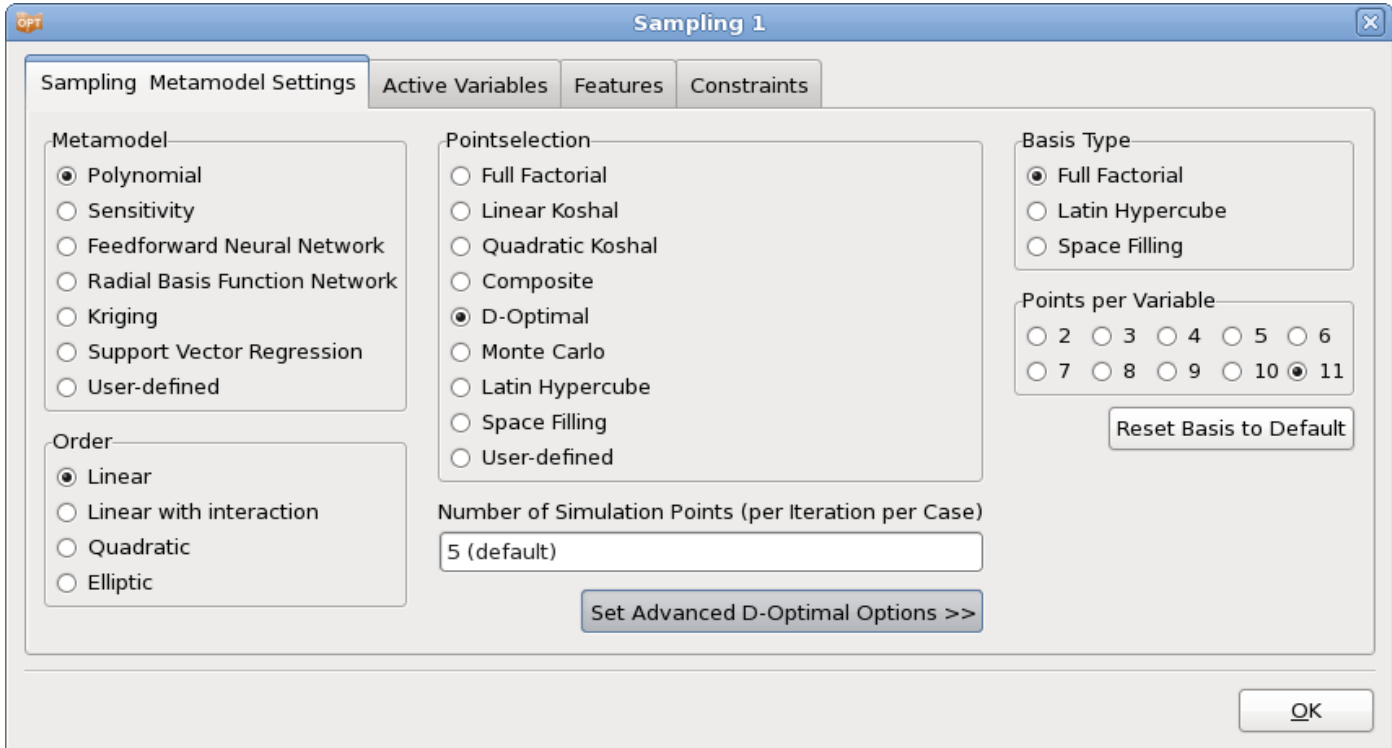 OPT
Sampling 1
Sampling Metamodel Settings
Active Variables
Features
Constraints
Metamodel
Polynomial
Sensitivity
Feedforward Neural Network
Radial Basis Function Network
Kriging
Support Vector Regression
User-defined
Order
Linear
Linear with interaction
Quadratic
Elliptic
Pointselection
Full Factorial
Linear Koshal
Quadratic Koshal
Composite
D-Optimal
Monte Carlo
Latin Hypercube
Space Filling
User-defined
Number of Simulation Points (per Iteration per Case)
5 (default)
Set Advanced D-Optimal Options >>
Basis Type
Full Factorial
Latin Hypercube
Space Filling
Points per Variable
2 3 4 5 6
7 8 9 10 11
Reset Basis to Default
OK